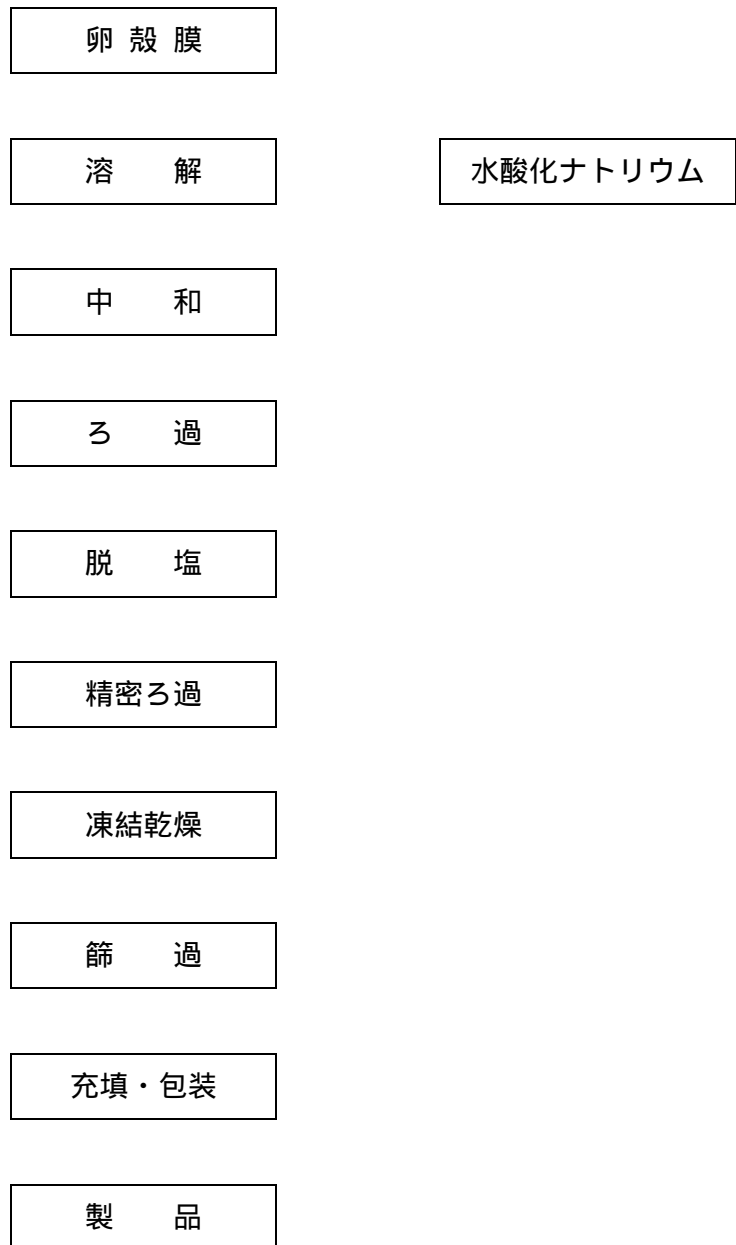 卵 殻 膜
溶　　解
水酸化ナトリウム
中　　和
ろ　　過
脱　　塩
精密ろ過
凍結乾燥
篩　　過
充填・包装
製　　品